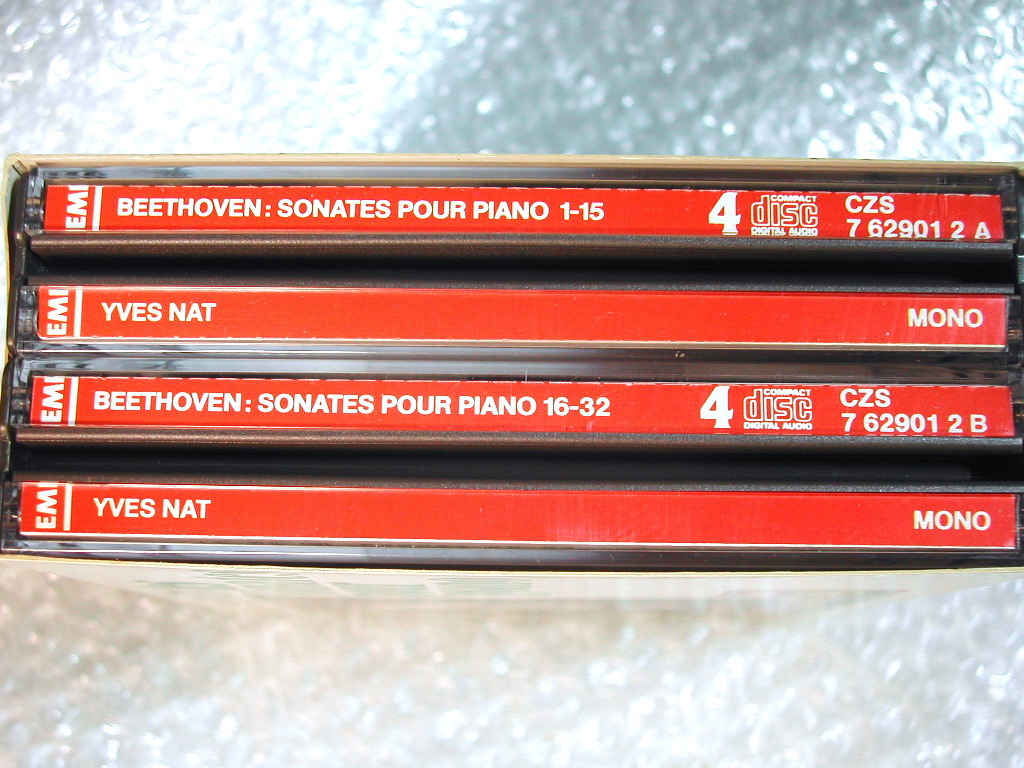 EMI
BEETHOVEN: SONATES POUR PIANO 1-15
4
COMPACT
disc
DIGITAL AUDIO
CZS
7 62901 2 A
EMI
YVES NAT
MONO
EMI
BEETHOVEN: SONATES POUR PIANO 16-32
4
COMPACT
disc
DIGITAL AUDIO
CZS
7 62901 2 B
EMI
YVES NAT
MONO